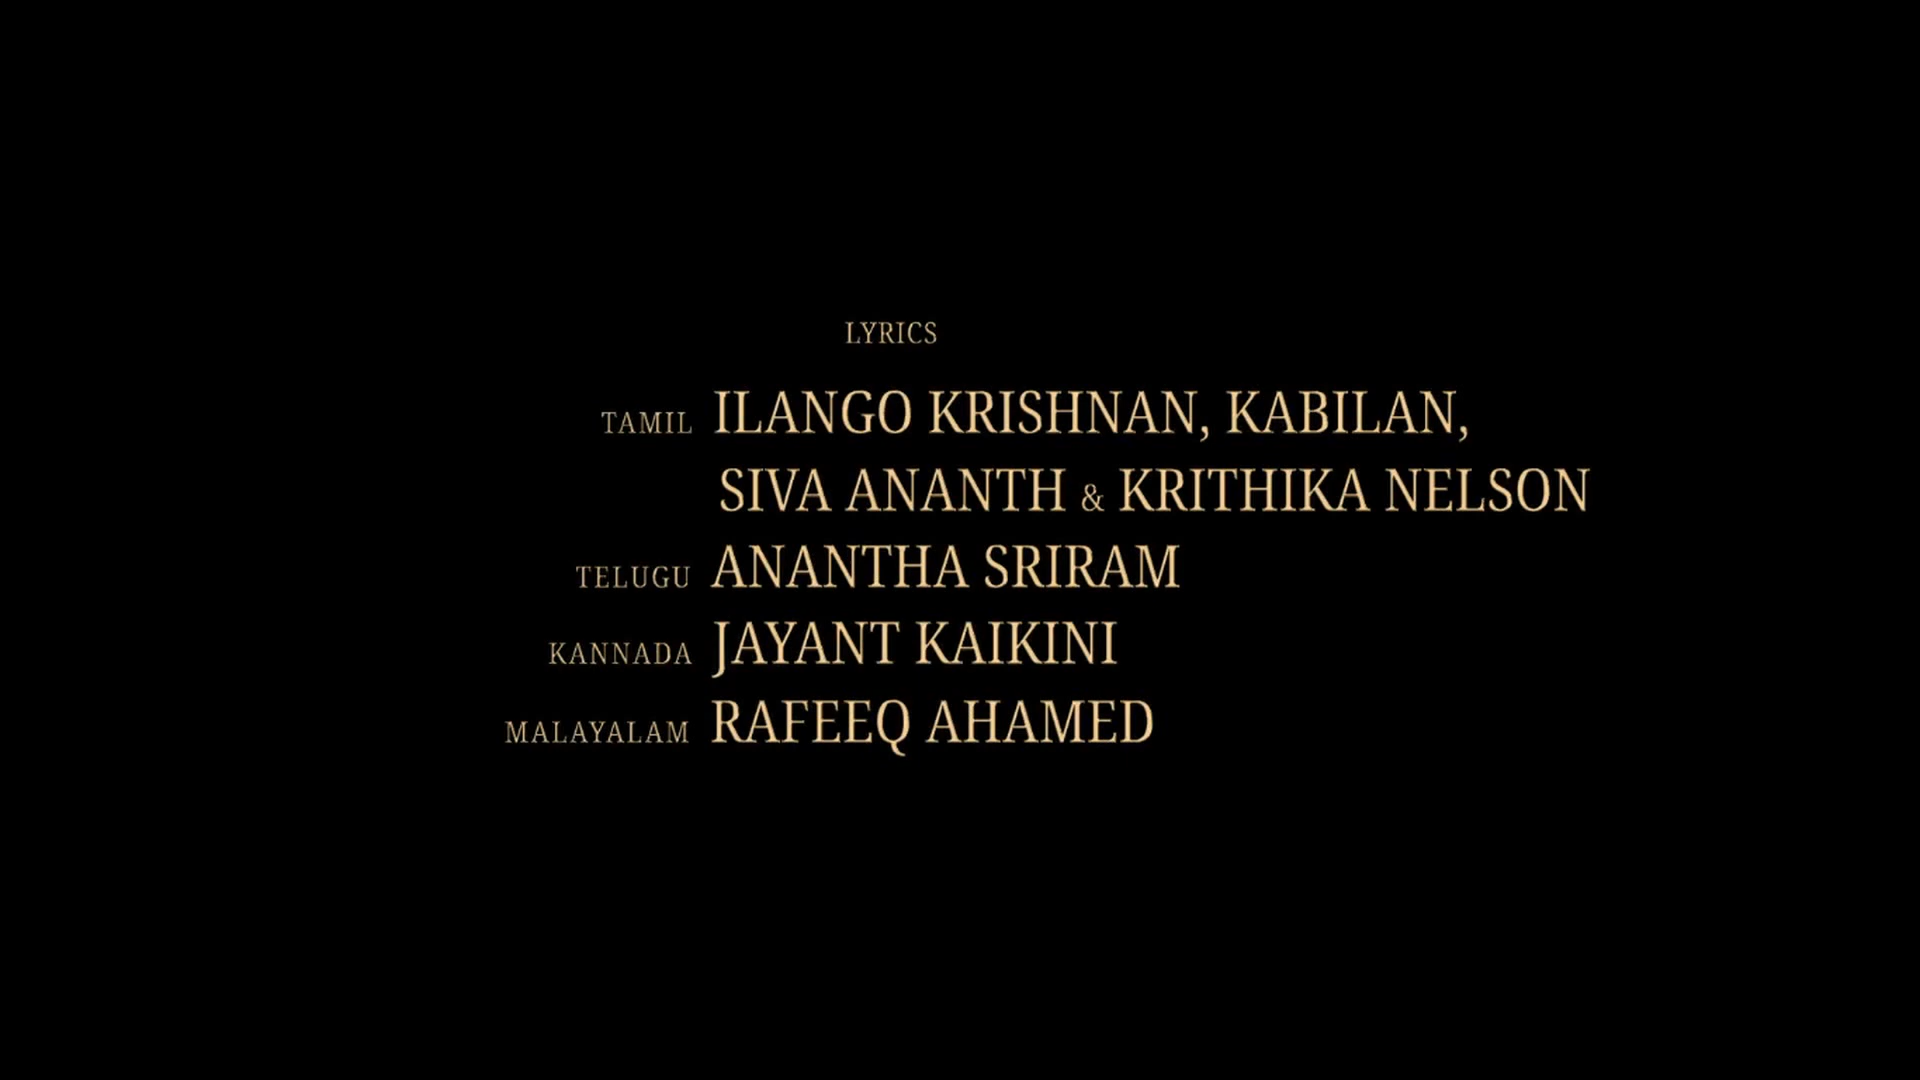 LYRICS
TAMIL ILANGO KRISHNAN, KABILAN,
SIVA ANANTH & KRITHIKA NELSON
TELUGU ANANTHA SRIRAM
KANNADA JAYANT KAIKINI
MALAYALAM RAFEEQ AHAMED